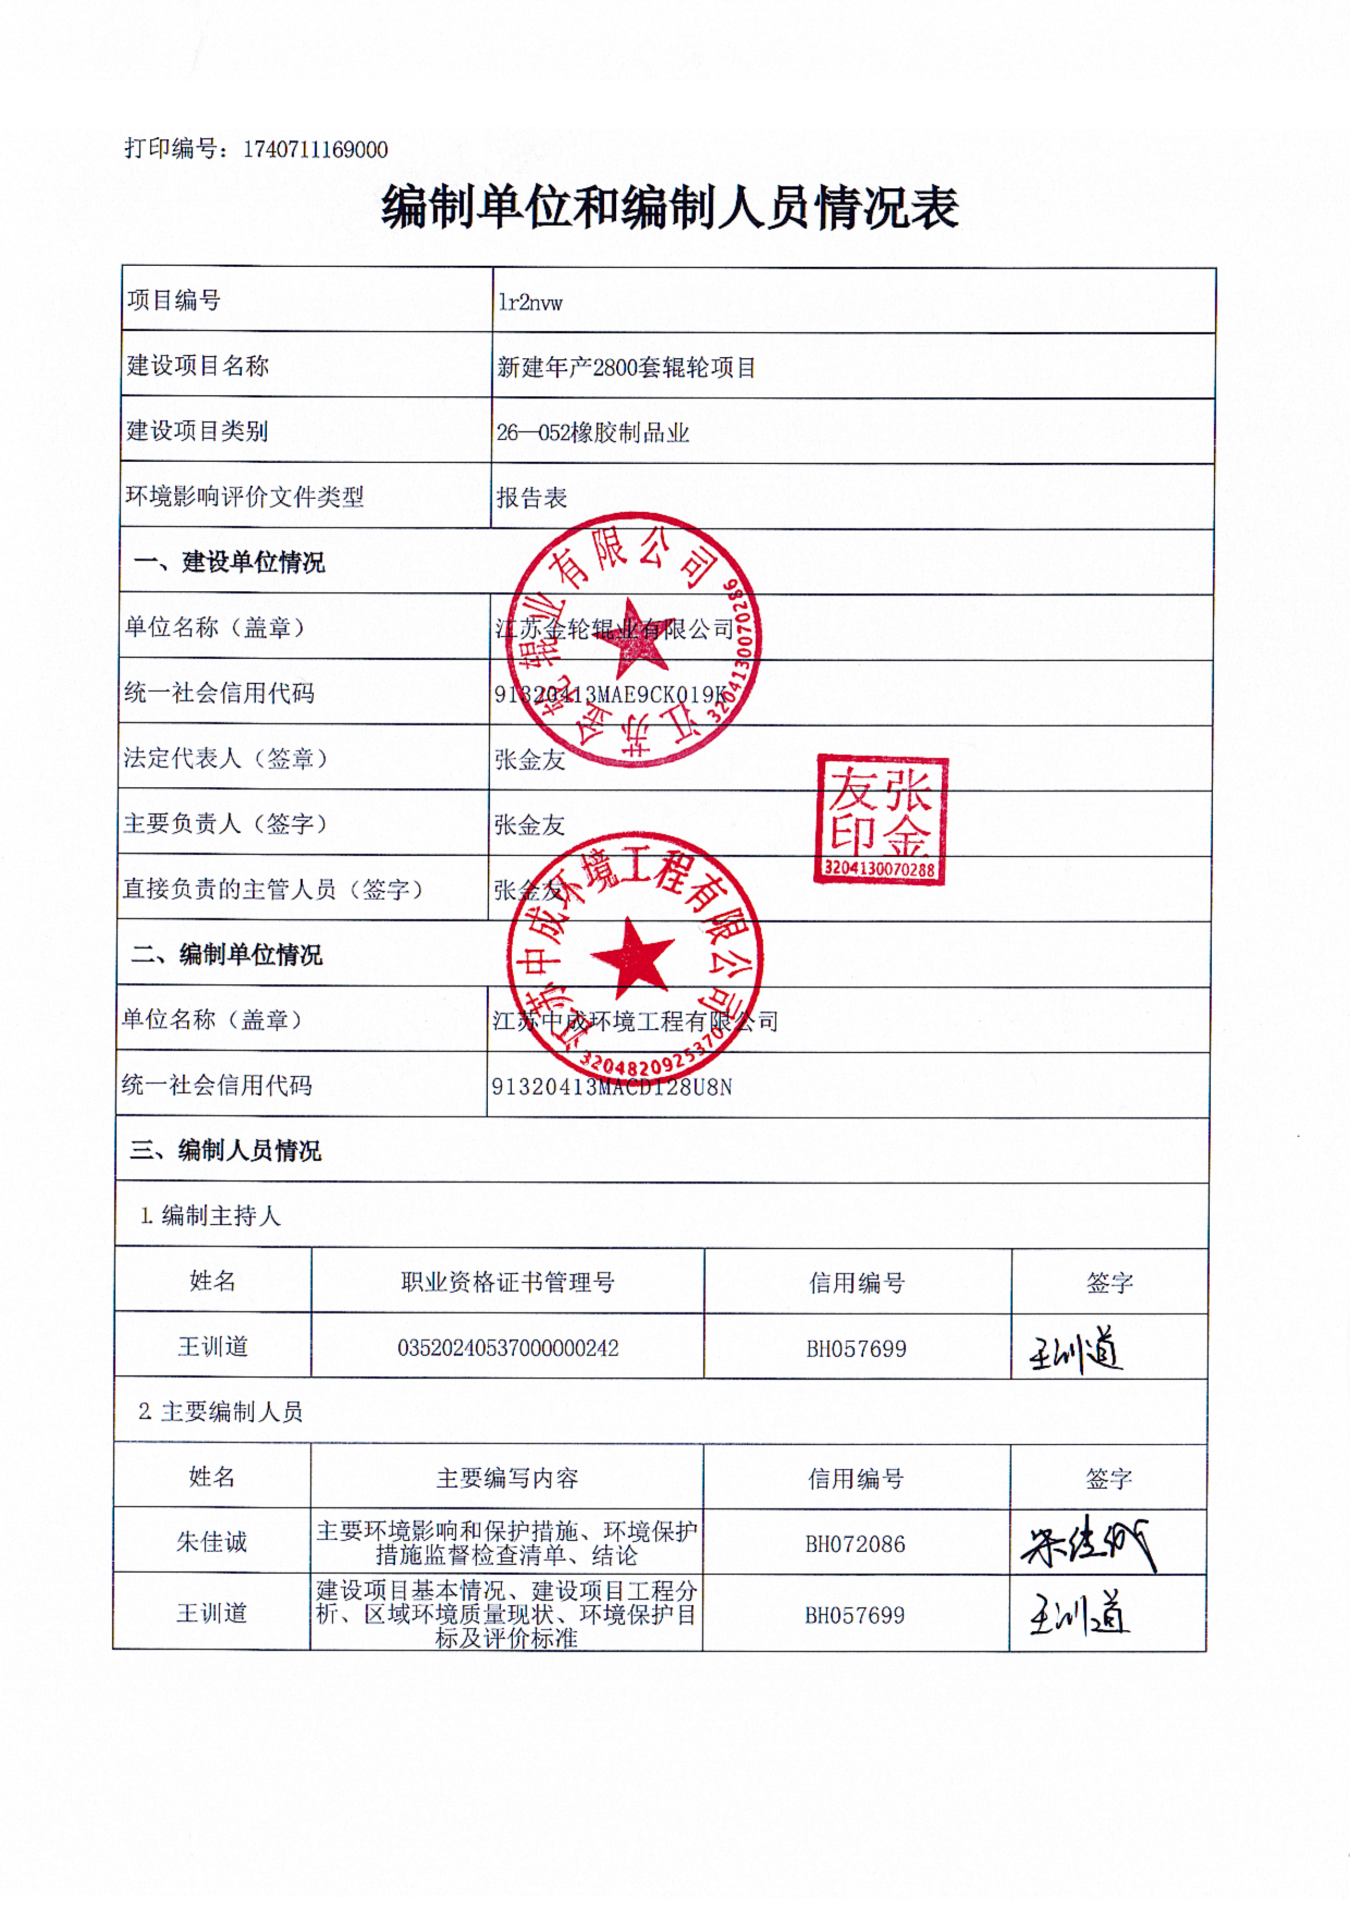 打印编号：1740711169000
编制单位和编制人员情况表
项目编号 lr2nvw
建设项目名称 新建年产2800套辊轮项目
建设项目类别 26—052橡胶制品业
环境影响评价文件类型 报告表
一、建设单位情况
单位名称（盖章） 江苏金轮辊业有限公司
统一社会信用代码 91320413MAE9CK019K
法定代表人（签章） 张金友
主要负责人（签字） 张金友
直接负责的主管人员（签字） 张金友
江苏金轮辊业有限公司
3204130070286
张金友印
3204130070288
二、编制单位情况
单位名称（盖章） 江苏中成环境工程有限公司
统一社会信用代码 91320413MACD128U8N
江苏中成环境工程有限公司
3204820925370
三、编制人员情况
1.编制主持人
姓名 职业资格证书管理号 信用编号 签字
王训道 03520240537000000242 BH057699 王训道
2.主要编制人员
姓名 主要编写内容 信用编号 签字
朱佳诚 主要环境影响和保护措施、环境保护 BH072086 朱佳诚
措施监督检查清单、结论
建设项目基本情况、建设项目工程分
王训道 析、区域环境质量现状、环境保护目 BH057699 王训道
标及评价标准